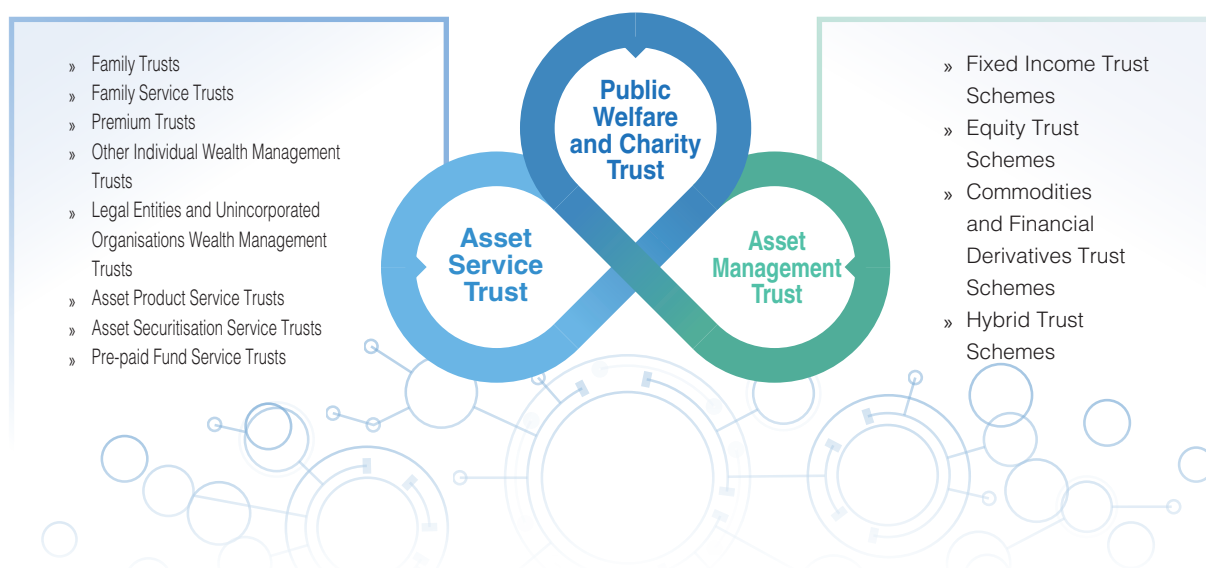 » Family Trusts
» Family Service Trusts
» Premium Trusts
» Other Individual Wealth Management
Trusts
» Legal Entities and Unincorporated
Organisations Wealth Management
Trusts
» Asset Product Service Trusts
» Asset Securitisation Service Trusts
» Pre-paid Fund Service Trusts
Public
Welfare
and Charity
Trust
Asset
Service
Trust
Asset
Management
Trust
» Fixed Income Trust
Schemes
» Equity Trust
Schemes
» Commodities
and Financial
Derivatives Trust
Schemes
» Hybrid Trust
Schemes